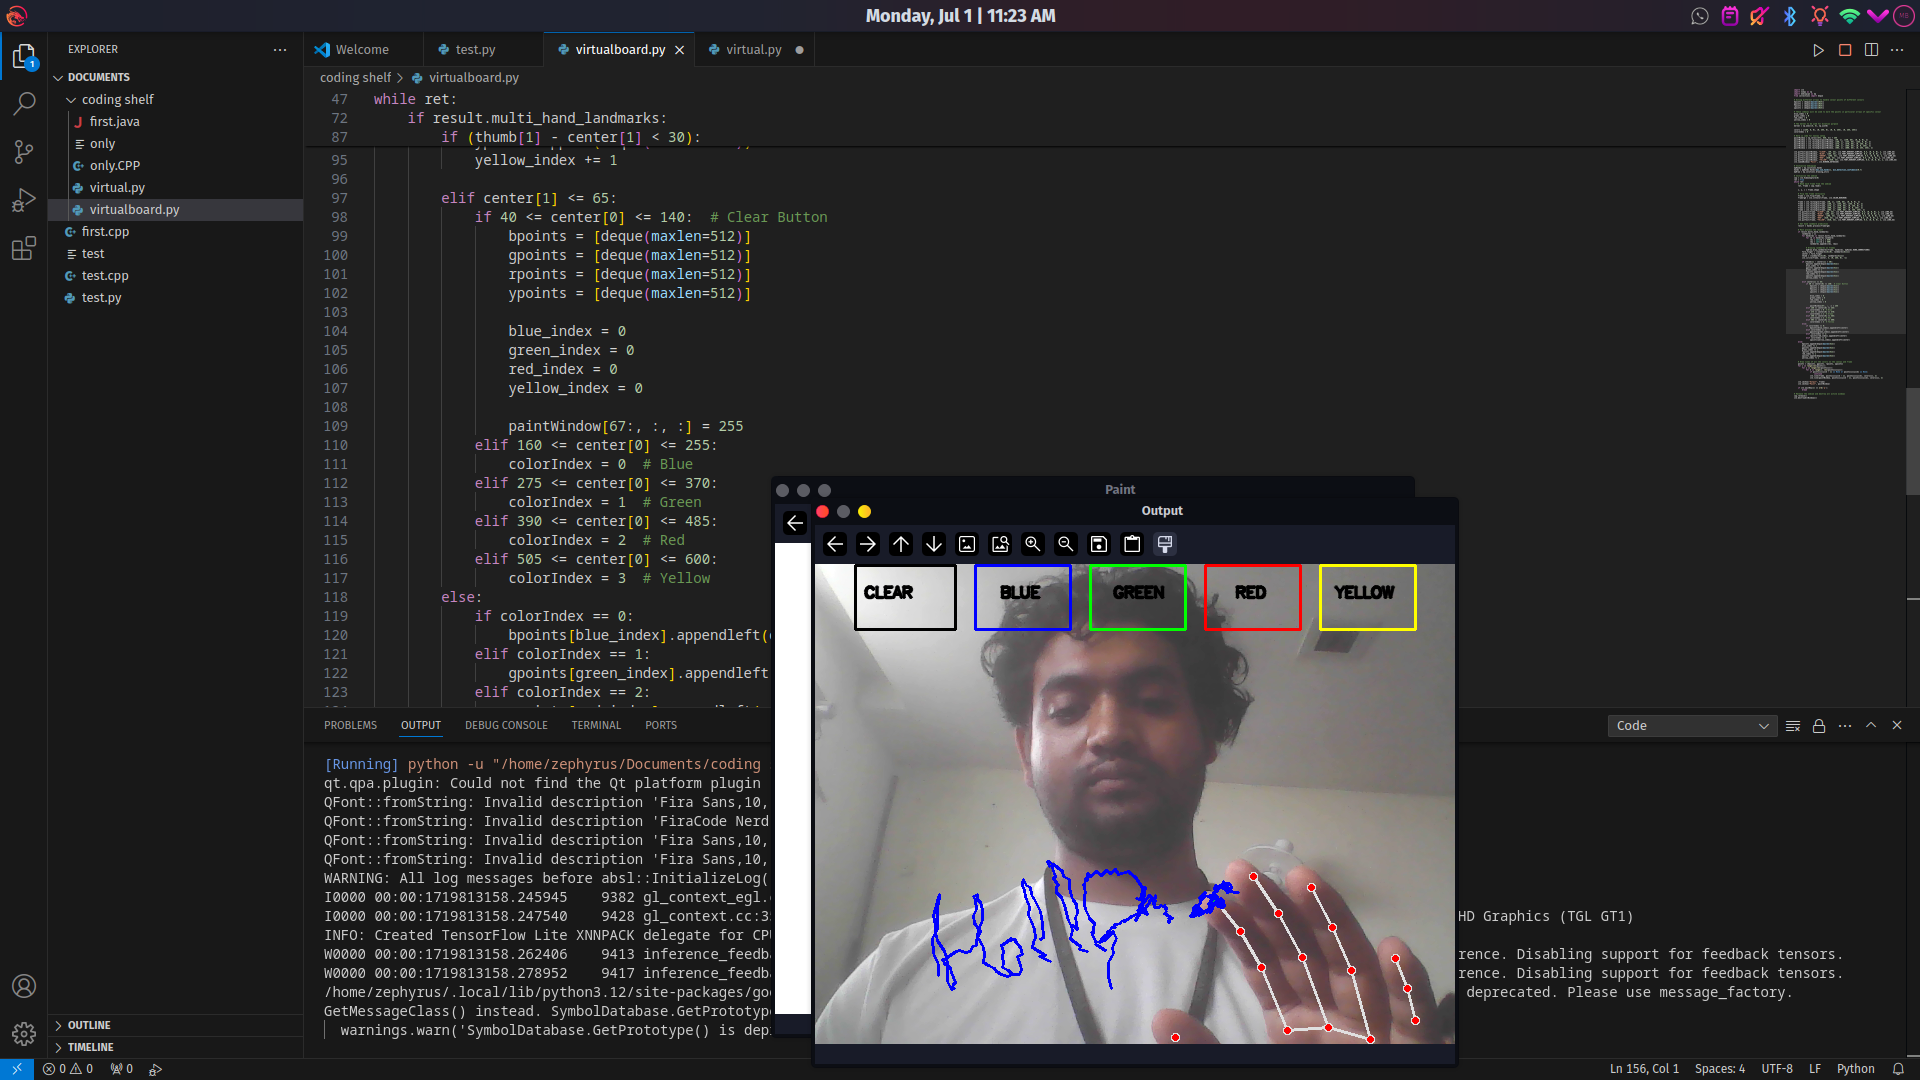 Monday, Jul 1 | 11:23 AM
EXPLORER
DOCUMENTS
coding shelf
first.java
only
only.CPP
virtual.py
virtualboard.py
first.cpp
test
test.cpp
test.py
OUTLINE
TIMELINE
Welcome
test.py
virtualboard.py
virtual.py
coding shelf > virtualboard.py
47 while ret:
72 if result.multi_hand_landmarks:
87 if (thumb[1] - center[1] < 30):
95 yellow_index += 1
96
97 elif center[1] <= 65:
98 if 40 <= center[0] <= 140: # Clear Button
99 bpoints = [deque(maxlen=512)]
100 gpoints = [deque(maxlen=512)]
101 rpoints = [deque(maxlen=512)]
102 ypoints = [deque(maxlen=512)]
103
104 blue_index = 0
105 green_index = 0
106 red_index = 0
107 yellow_index = 0
108
109 paintWindow[67:, :, :] = 255
110 elif 160 <= center[0] <= 255:
111 colorIndex = 0 # Blue
112 elif 275 <= center[0] <= 370:
113 colorIndex = 1 # Green
114 elif 390 <= center[0] <= 485:
115 colorIndex = 2 # Red
116 elif 505 <= center[0] <= 600:
117 colorIndex = 3 # Yellow
118 else:
119 if colorIndex == 0:
120 bpoints[blue_index].appendleft(
121 elif colorIndex == 1:
122 gpoints[green_index].appendleft
123 elif colorIndex == 2:
Paint
Output
CLEAR
BLUE
GREEN
RED
YELLOW
PROBLEMS
OUTPUT
DEBUG CONSOLE
TERMINAL
PORTS
Code
[Running] python -u "/home/zephyrus/Documents/coding
qt.qpa.plugin: Could not find the Qt platform plugin
QFont::fromString: Invalid description 'Fira Sans,10,
QFont::fromString: Invalid description 'FiraCode Nerd
QFont::fromString: Invalid description 'Fira Sans,10,
QFont::fromString: Invalid description 'Fira Sans,10,
WARNING: All log messages before absl::InitializeLog(
I0000 00:00:1719813158.245945 9382 gl_context_egl.
I0000 00:00:1719813158.247540 9428 gl_context.cc:3
HD Graphics (TGL GT1)
INFO: Created TensorFlow Lite XNNPACK delegate for CP
W0000 00:00:1719813158.262406 9413 inference_feedb
rence. Disabling support for feedback tensors.
W0000 00:00:1719813158.278952 9417 inference_feedb
rence. Disabling support for feedback tensors.
/home/zephyrus/.local/lib/python3.12/site-packages/go
deprecated. Please use message_factory.
GetMessageClass() instead. SymbolDatabase.GetPrototyp
warnings.warn('SymbolDatabase.GetPrototype() is dep
0 0 0
Ln 156, Col 1
Spaces: 4
UTF-8
LF
Python